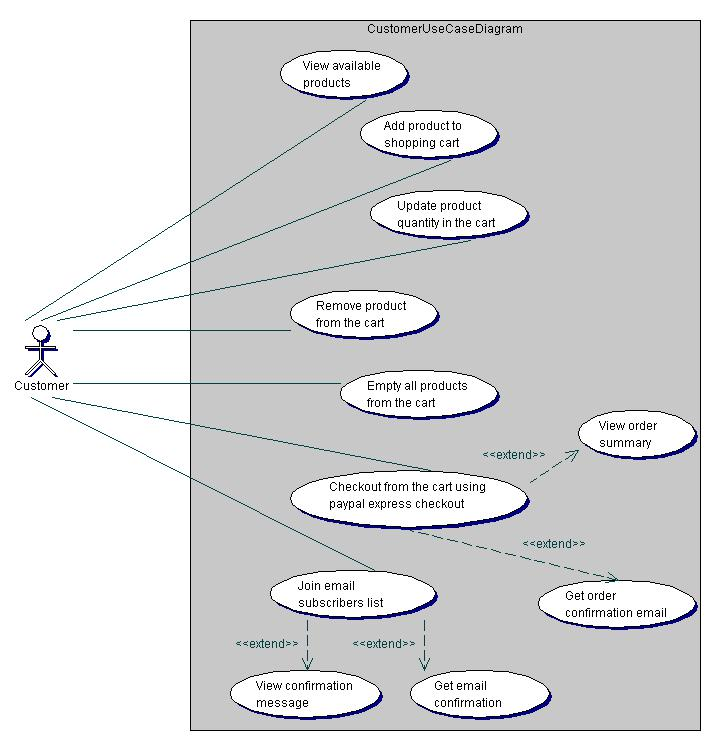 CustomerUseCaseDiagram
View available
products
Add product to
shopping cart
Update product
quantity in the cart
Remove product
from the cart
Customer
Empty all products
from the cart
View order
summary
<<extend>>
Checkout from the cart using
paypal express checkout
<<extend>>
Join email
subscribers list
Get order
confirmation email
<<extend>>
<<extend>>
View confirmation
message
Get email
confirmation